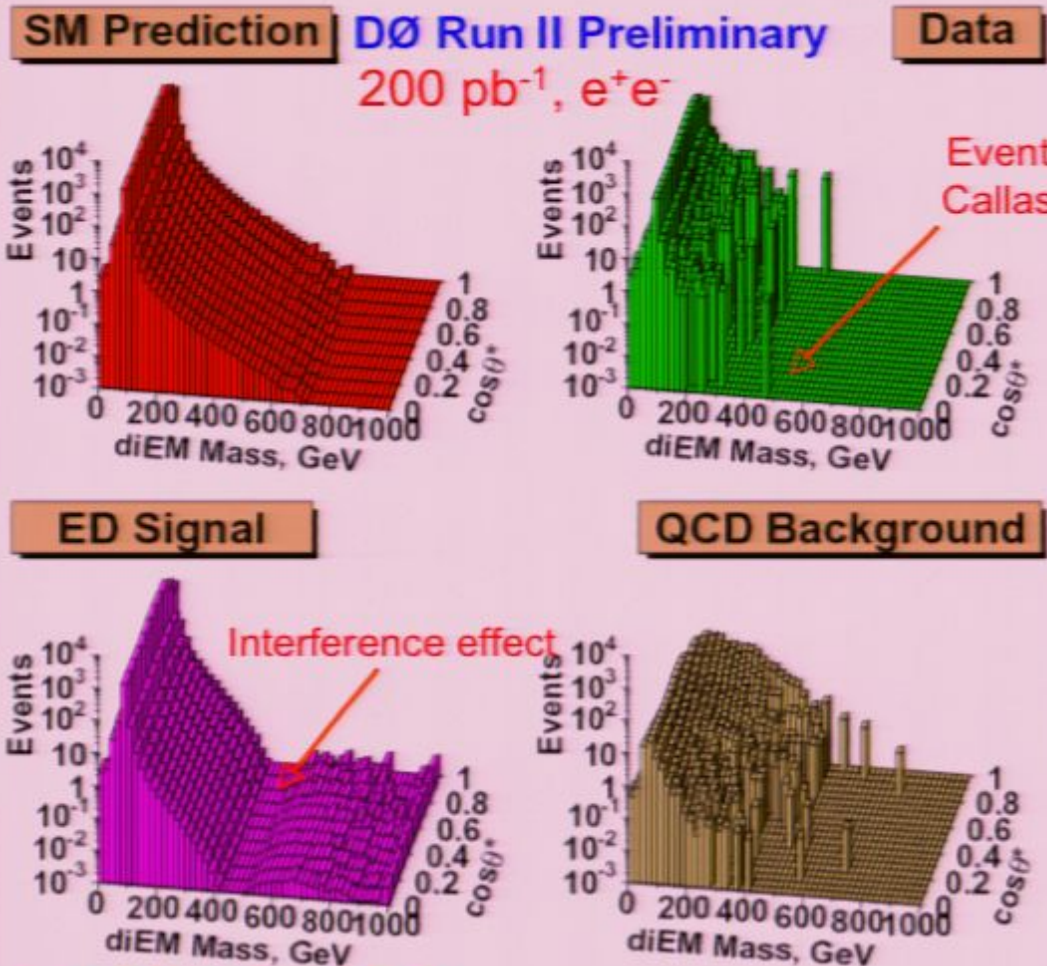 SM Prediction
DØ Run II Preliminary
Data
200 pb⁻¹, e⁺e⁻
Events
10⁴
10³
10²
10
1
10⁻¹
10⁻²
10⁻³
0 200 400 600 800 1000
diEM Mass, GeV
0 0.2 0.4 0.6 0.8 1
cosθ*
Event
Callas
Events
10⁴
10³
10²
10
1
10⁻¹
10⁻²
10⁻³
0 200 400 600 800 1000
diEM Mass, GeV
0 0.2 0.4 0.6 0.8 1
cosθ*
ED Signal
QCD Background
Interference effect
Events
10⁴
10³
10²
10
1
10⁻¹
10⁻²
10⁻³
0 200 400 600 800 1000
diEM Mass, GeV
0 0.2 0.4 0.6 0.8 1
cosθ*
Events
10⁴
10³
10²
10
1
10⁻¹
10⁻²
10⁻³
0 200 400 600 800 1000
diEM Mass, GeV
0 0.2 0.4 0.6 0.8 1
cosθ*